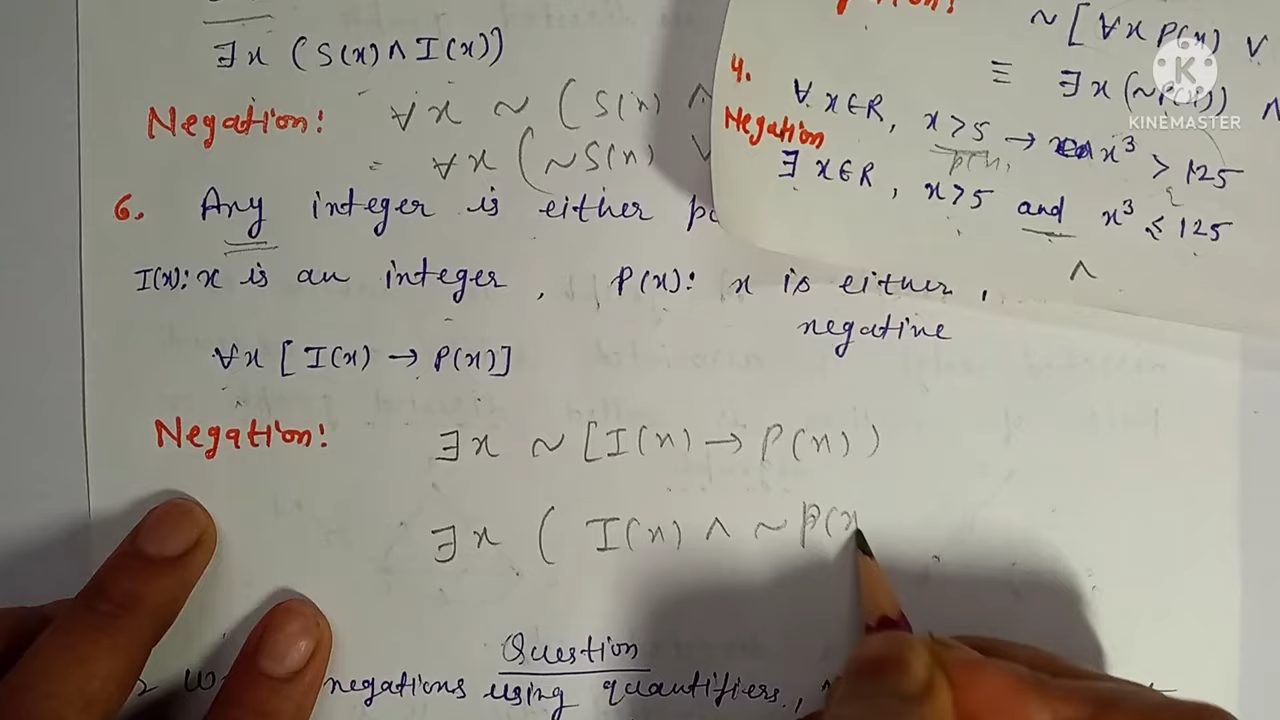 ∃x (S(x) ∧ I(x))
Negation: ∀x ~ (S(x) ∧
= ∀x (~S(x) ∨
6. Any integer is either
I(x): x is an integer, P(x): x is either,
negative
∀x [I(x) → P(x)]
Negation: ∃x ~ [I(x) → P(x))
∃x ( I(x) ∧ ~ P(x
Question
negations using quantifiers,
~ [∀x P(x) ∨
≡ ∃x (~P(x)) ∧
4. ∀ x∈R, x > 5 → x³ > 125
P(x)
Negation ∃ x∈R, x > 5 and x³ ≤ 125
∧
K
KINEMASTER